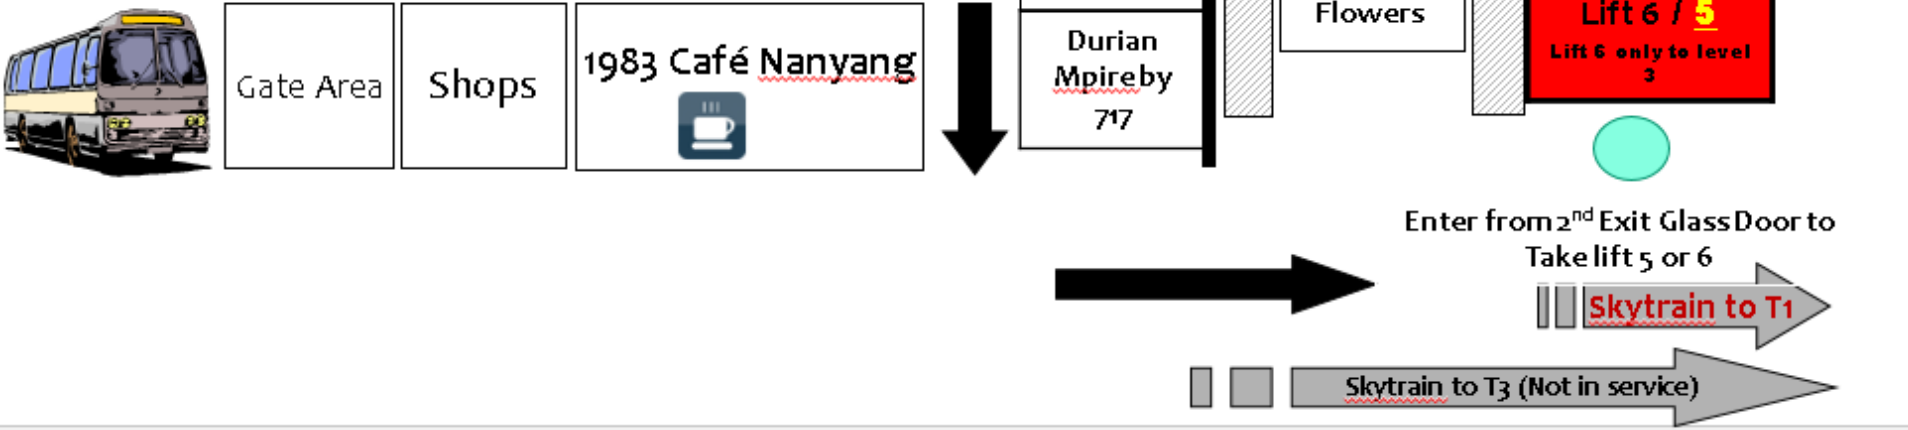 Gate Area
Shops
1983 Café Nanyang
Durian
Mpireby
717
Flowers
Lift 6 / 5
Lift 6 only to level
3
Enter from 2nd Exit Glass Door to
Take lift 5 or 6
Skytrain to T1
Skytrain to T3 (Not in service)